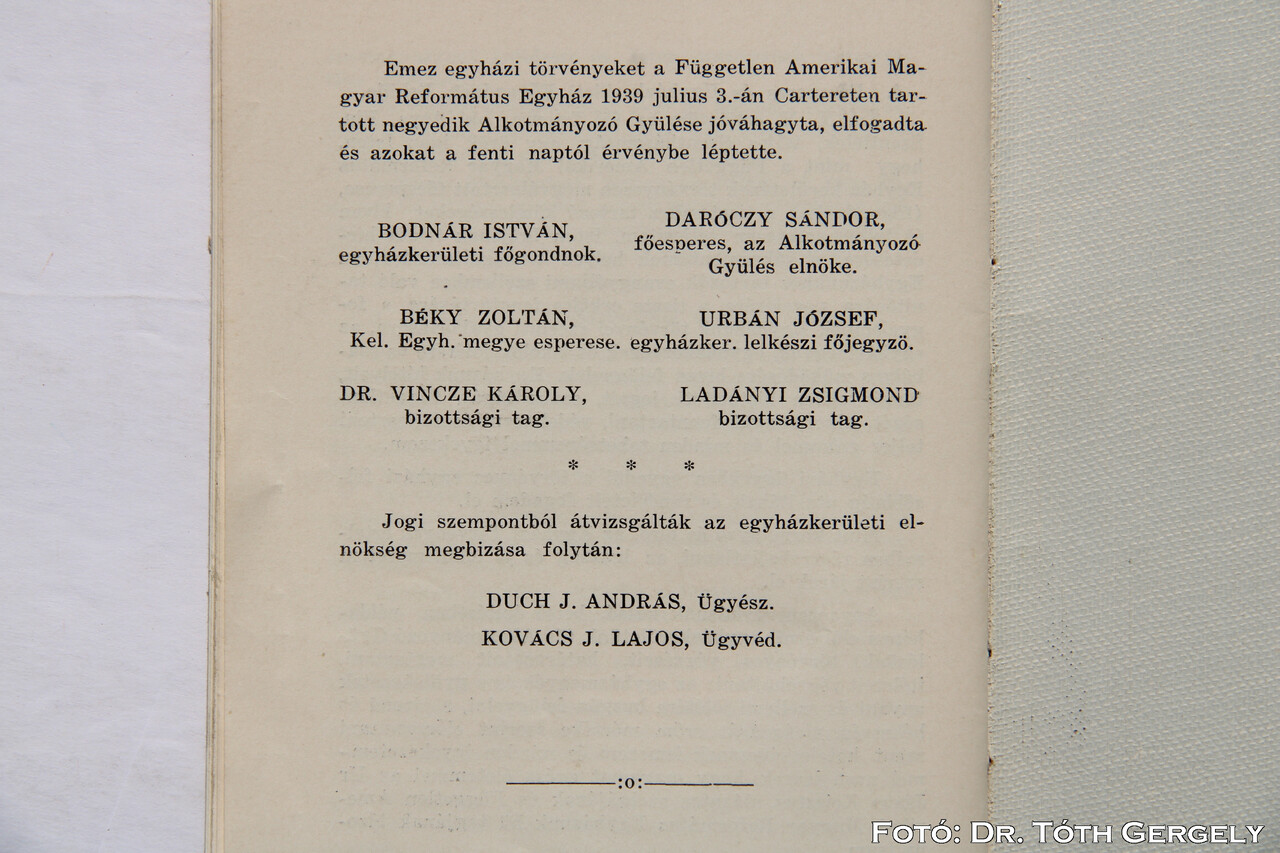 Emez egyházi törvényeket a Független Amerikai Ma-
gyar Református Egyház 1939 julius 3.-án Cartereten tar-
tott negyedik Alkotmányozó Gyülése jóváhagyta, elfogadta
és azokat a fenti naptól érvénybe léptette.
BODNÁR ISTVÁN,
egyházkerületi főgondnok.
DARÓCZY SÁNDOR,
főesperes, az Alkotmányozó
Gyülés elnöke.
BÉKY ZOLTÁN,
Kel. Egyh. megye esperese.
URBÁN JÓZSEF,
egyházker. lelkészi főjegyzö.
DR. VINCZE KÁROLY,
bizottsági tag.
LADÁNYI ZSIGMOND
bizottsági tag.
* * *
Jogi szempontból átvizsgálták az egyházkerületi el-
nökség megbizása folytán:
DUCH J. ANDRÁS, Ügyész.
KOVÁCS J. LAJOS, Ügyvéd.
:o:
Fotó: Dr. Tóth Gergely